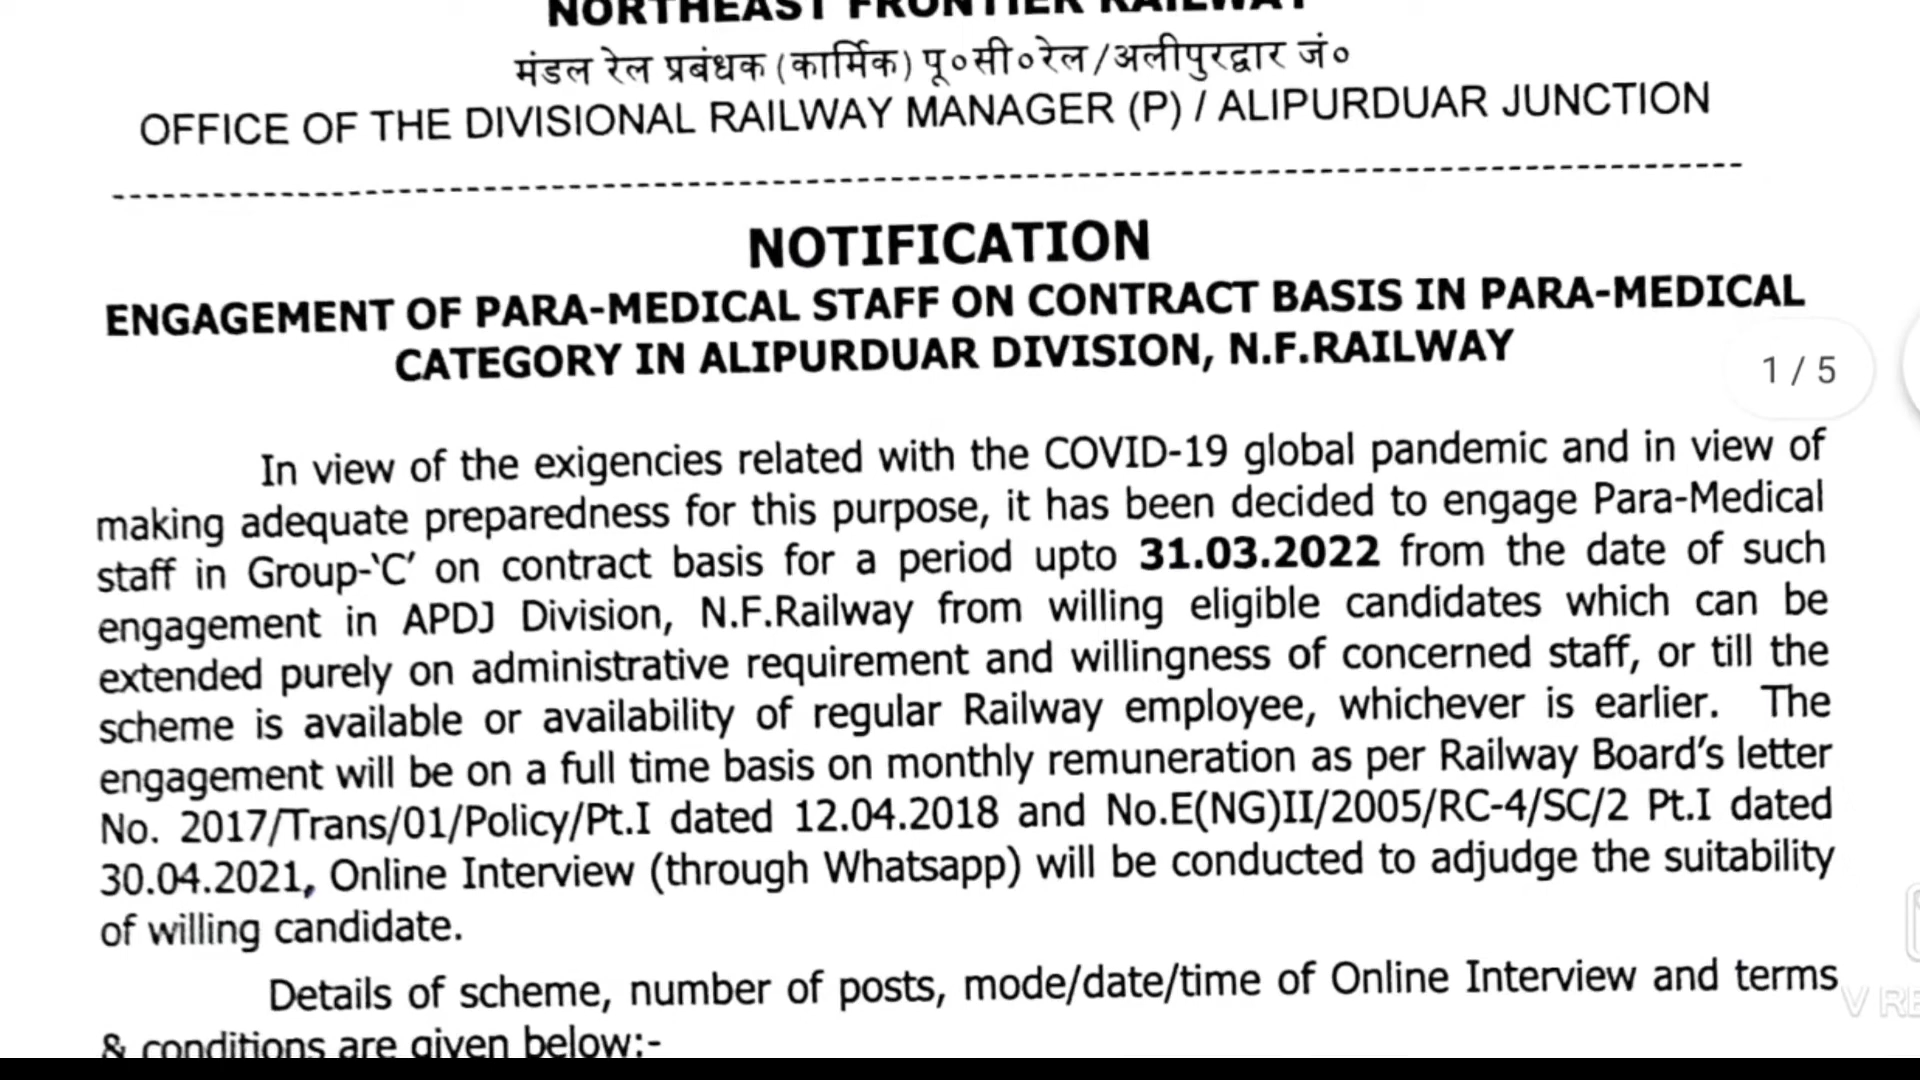 NORTHEAST FRONTIER RAILWAY
मंडल रेल प्रबंधक (कार्मिक) पू०सी०रेल/अलीपुरद्वार जं०
OFFICE OF THE DIVISIONAL RAILWAY MANAGER (P) / ALIPURDUAR JUNCTION
NOTIFICATION
ENGAGEMENT OF PARA-MEDICAL STAFF ON CONTRACT BASIS IN PARA-MEDICAL
CATEGORY IN ALIPURDUAR DIVISION, N.F.RAILWAY
1 / 5
In view of the exigencies related with the COVID-19 global pandemic and in view of
making adequate preparedness for this purpose, it has been decided to engage Para-Medical
staff in Group-‘C’ on contract basis for a period upto 31.03.2022 from the date of such
engagement in APDJ Division, N.F.Railway from willing eligible candidates which can be
extended purely on administrative requirement and willingness of concerned staff, or till the
scheme is available or availability of regular Railway employee, whichever is earlier. The
engagement will be on a full time basis on monthly remuneration as per Railway Board’s letter
No. 2017/Trans/01/Policy/Pt.I dated 12.04.2018 and No.E(NG)II/2005/RC-4/SC/2 Pt.I dated
30.04.2021, Online Interview (through Whatsapp) will be conducted to adjudge the suitability
of willing candidate.
Details of scheme, number of posts, mode/date/time of Online Interview and terms
& conditions are given below:-